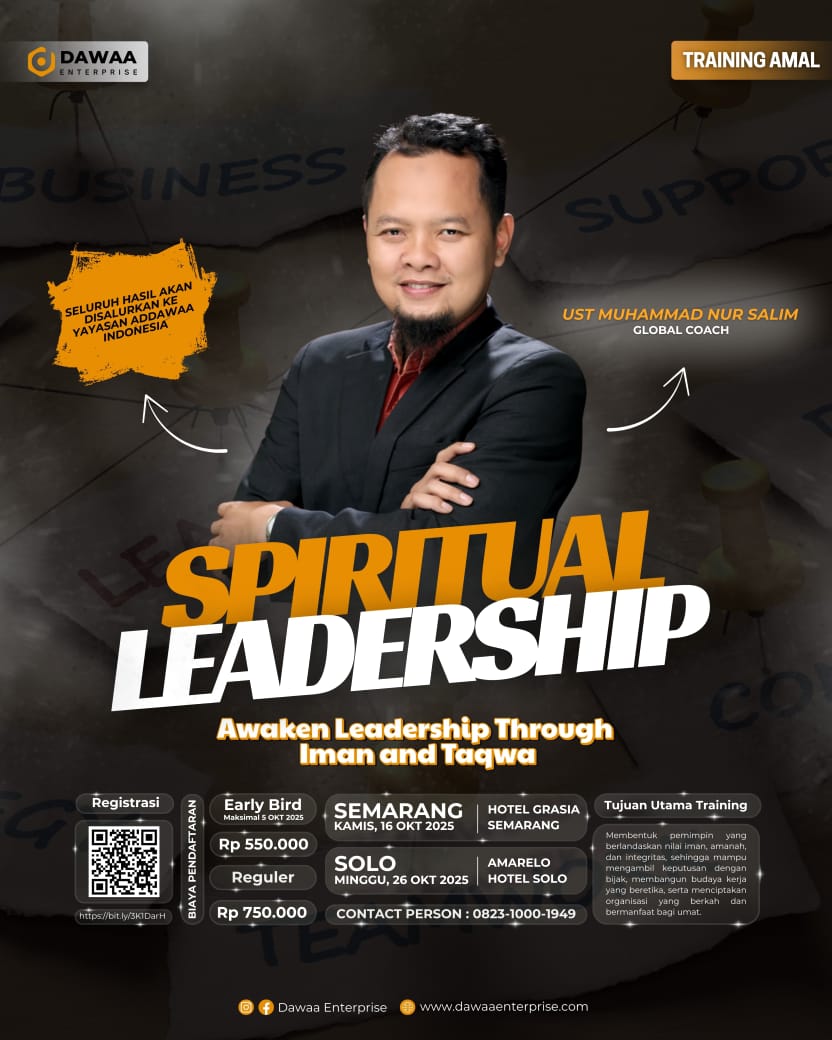 DAWAA
ENTERPRISE
TRAINING AMAL
BUSINESS
SUPPOR
SELURUH HASIL AKAN
DISALURKAN KE
YAYASAN ADDAWAA
INDONESIA
UST MUHAMMAD NUR SALIM
GLOBAL COACH
SPIRITUAL
LEADERSHIP
Awaken Leadership Through
Iman and Taqwa
Registrasi
https://bit.ly/3K1DarH
BIAYA PENDAFTARAN
Early Bird
Maksimal 5 OKT 2025
Rp 550.000
Reguler
Rp 750.000
SEMARANG
KAMIS, 16 OKT 2025
HOTEL GRASIA
SEMARANG
SOLO
MINGGU, 26 OKT 2025
AMARELO
HOTEL SOLO
CONTACT PERSON : 0823-1000-1949
Tujuan Utama Training
Membentuk pemimpin yang
berlandaskan nilai iman, amanah,
dan integritas, sehingga mampu
mengambil keputusan dengan
bijak, membangun budaya kerja
yang beretika, serta menciptakan
organisasi yang berkah dan
bermanfaat bagi umat.
TEAMWORK
Dawaa Enterprise
www.dawaaenterprise.com